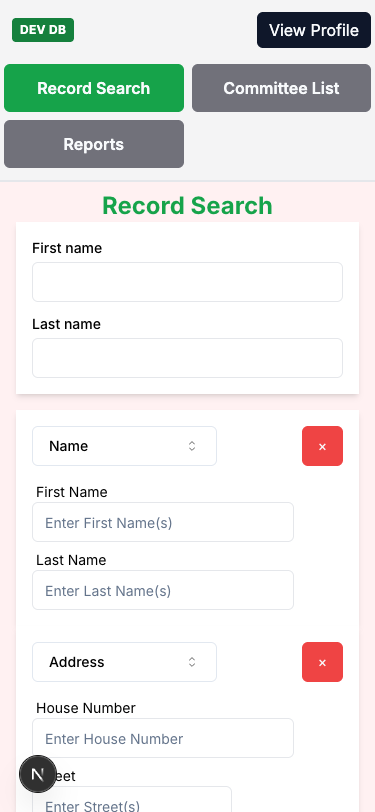 DEV DB
View Profile
Record Search
Committee List
Reports
Record Search
First name
Last name
Name
×
First Name
Enter First Name(s)
Last Name
Enter Last Name(s)
Address
×
House Number
Enter House Number
N
eet
Enter Street(s)